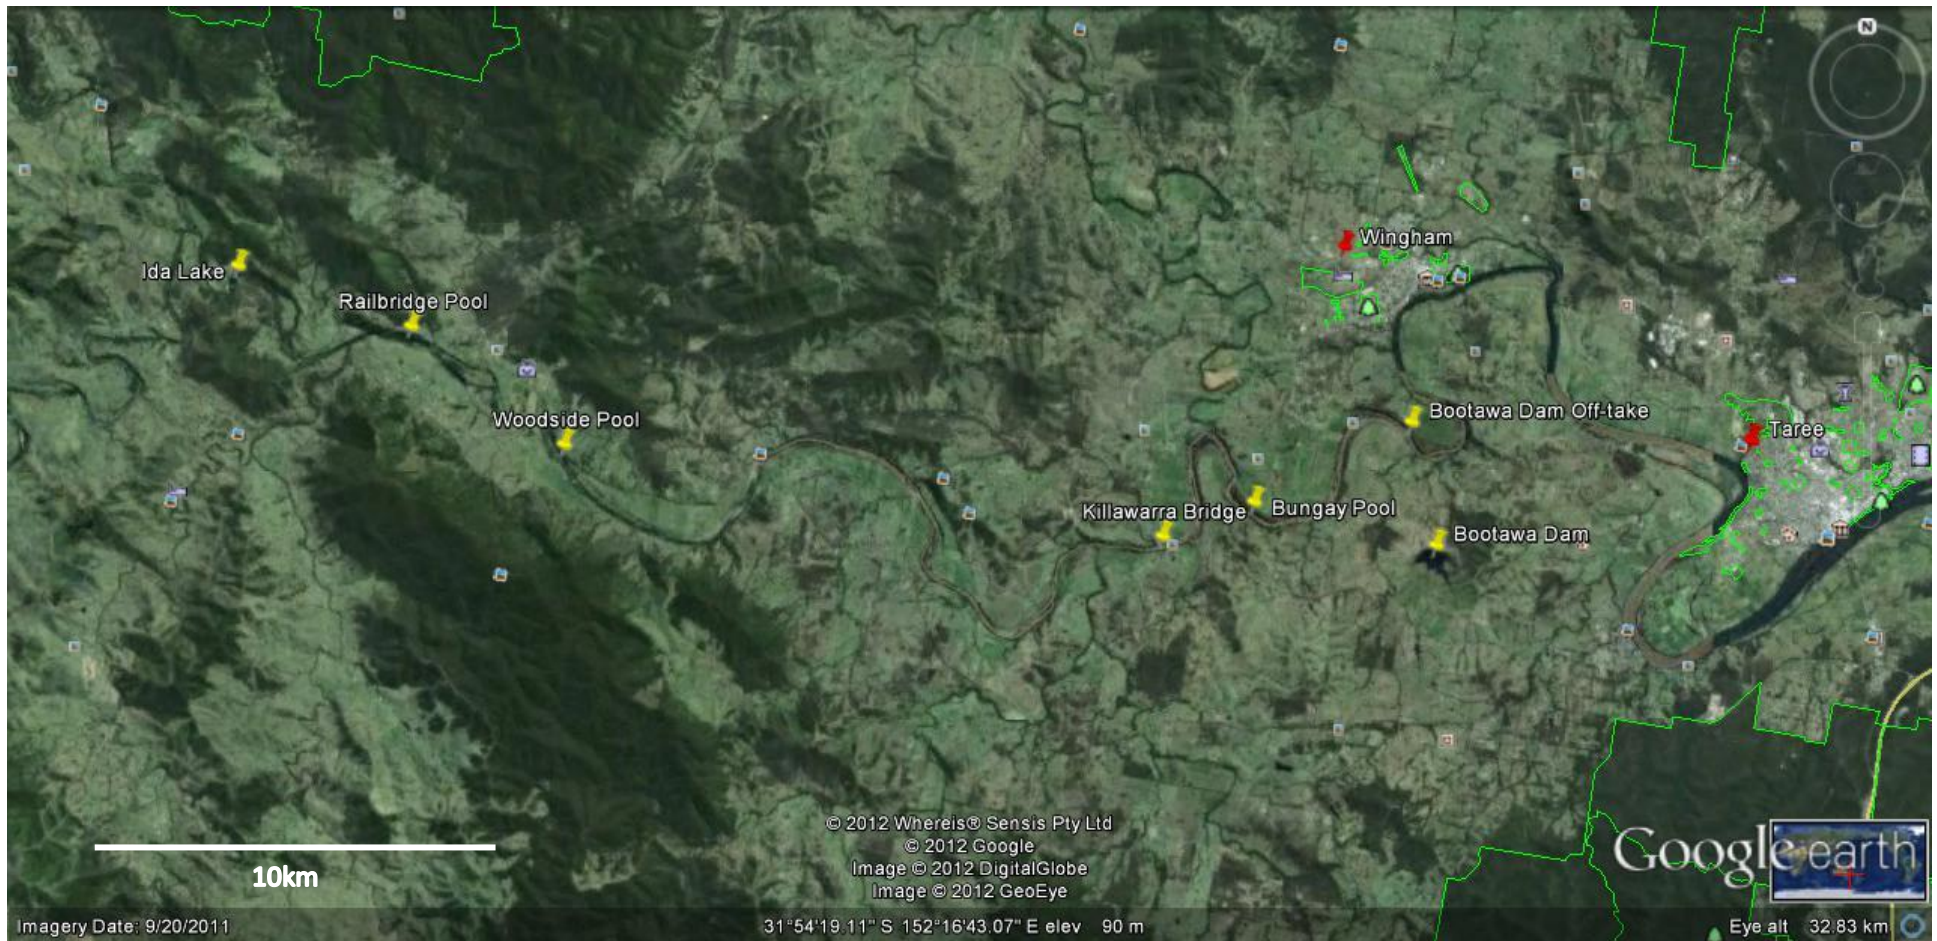 N
Wingham
Ida Lake
Railbridge Pool
Woodside Pool
Bootawa Dam Off-take
Taree
Killawarra Bridge
Bungay Pool
Bootawa Dam
© 2012 Whereis® Sensis Pty Ltd
© 2012 Google
Image © 2012 DigitalGlobe
Image © 2012 GeoEye
Google earth
10km
Imagery Date: 9/20/2011
31°54'19.11" S 152°16'43.07" E elev 90 m
Eye alt 32.83 km